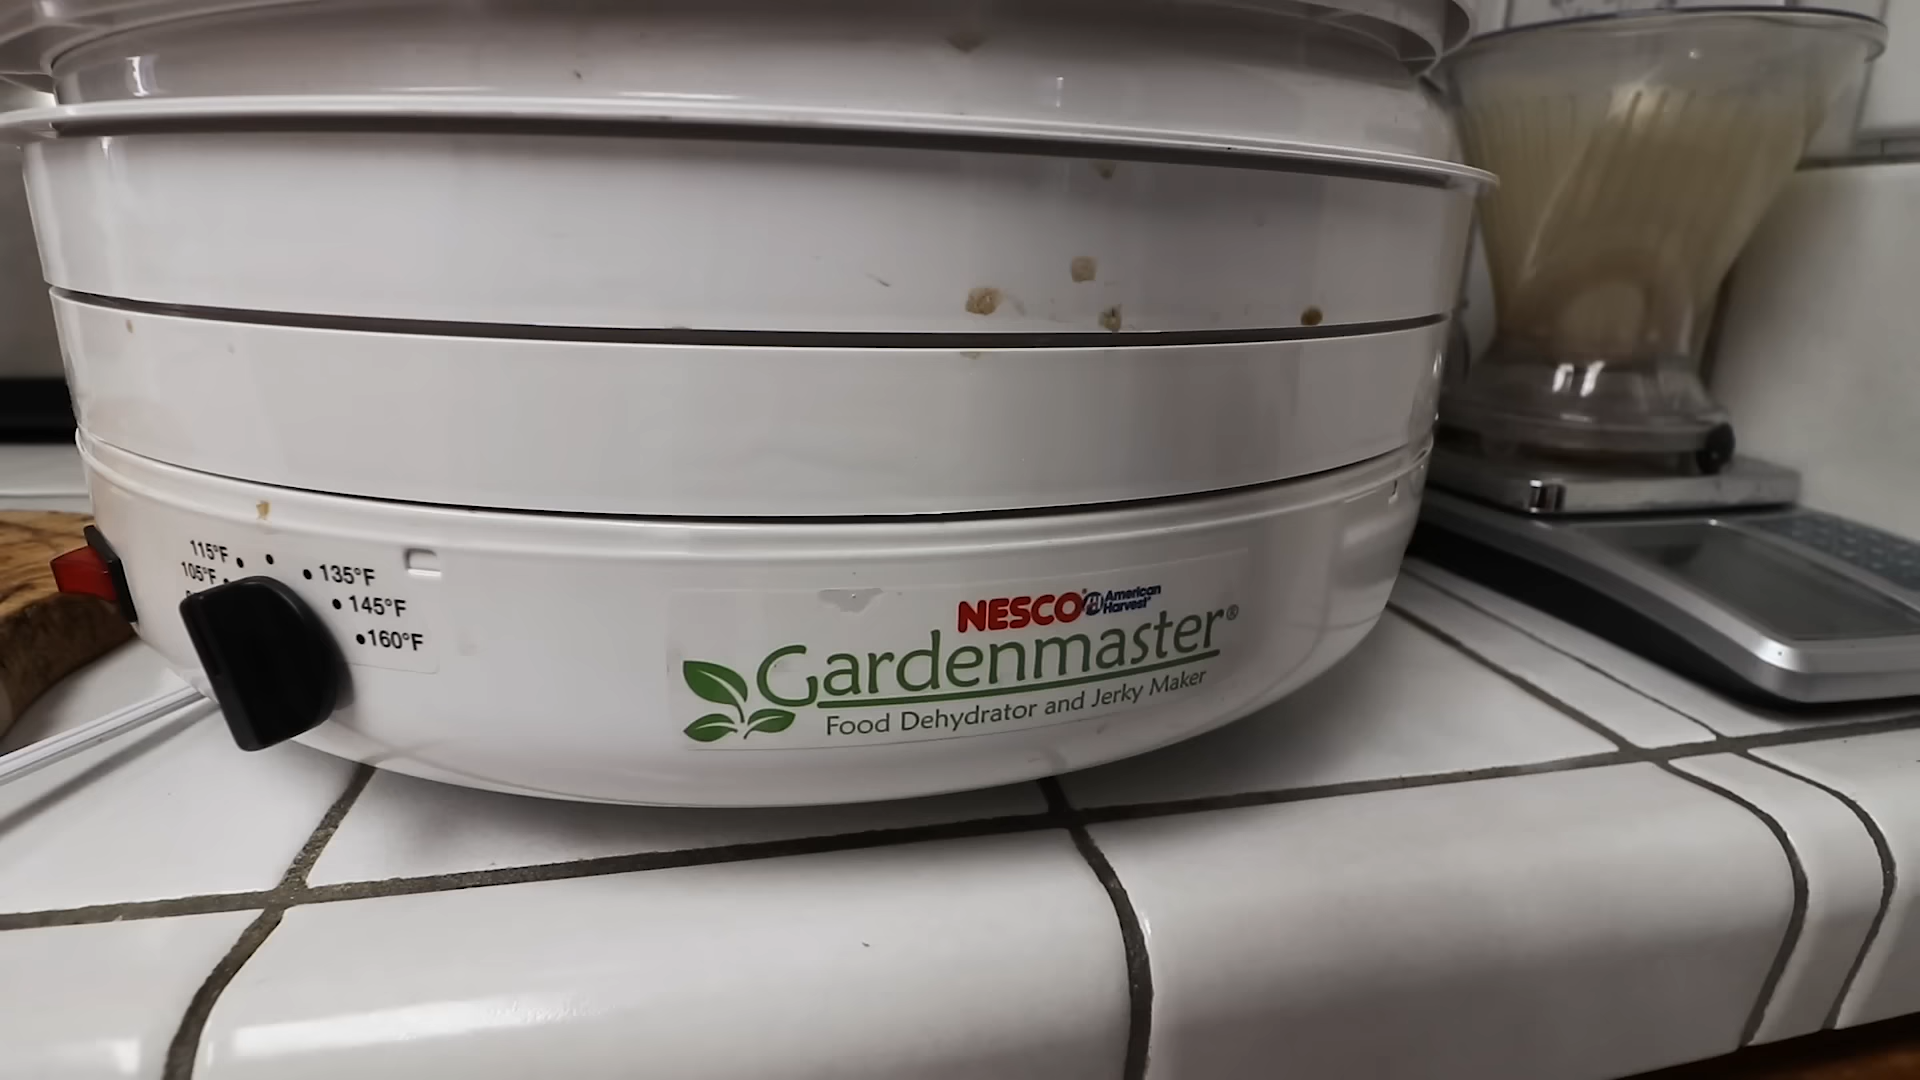 115°F
105°F
135°F
145°F
160°F
NESCO® American Harvest®
Gardenmaster®
Food Dehydrator and Jerky Maker